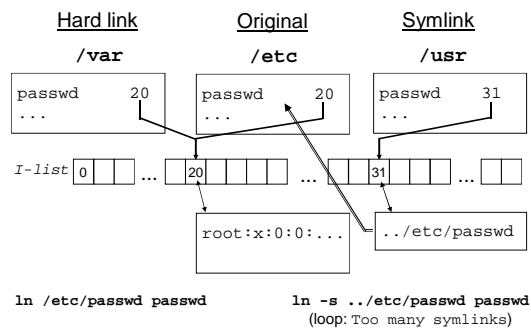 Hard link Original Symlink
/var /etc /usr
passwd 20 passwd 20 passwd 31
... ... ...
I-list 0 ... 20 ... 31 ...
root:x:0:0:... ../etc/passwd
ln /etc/passwd passwd ln -s ../etc/passwd passwd
(loop: Too many symlinks)